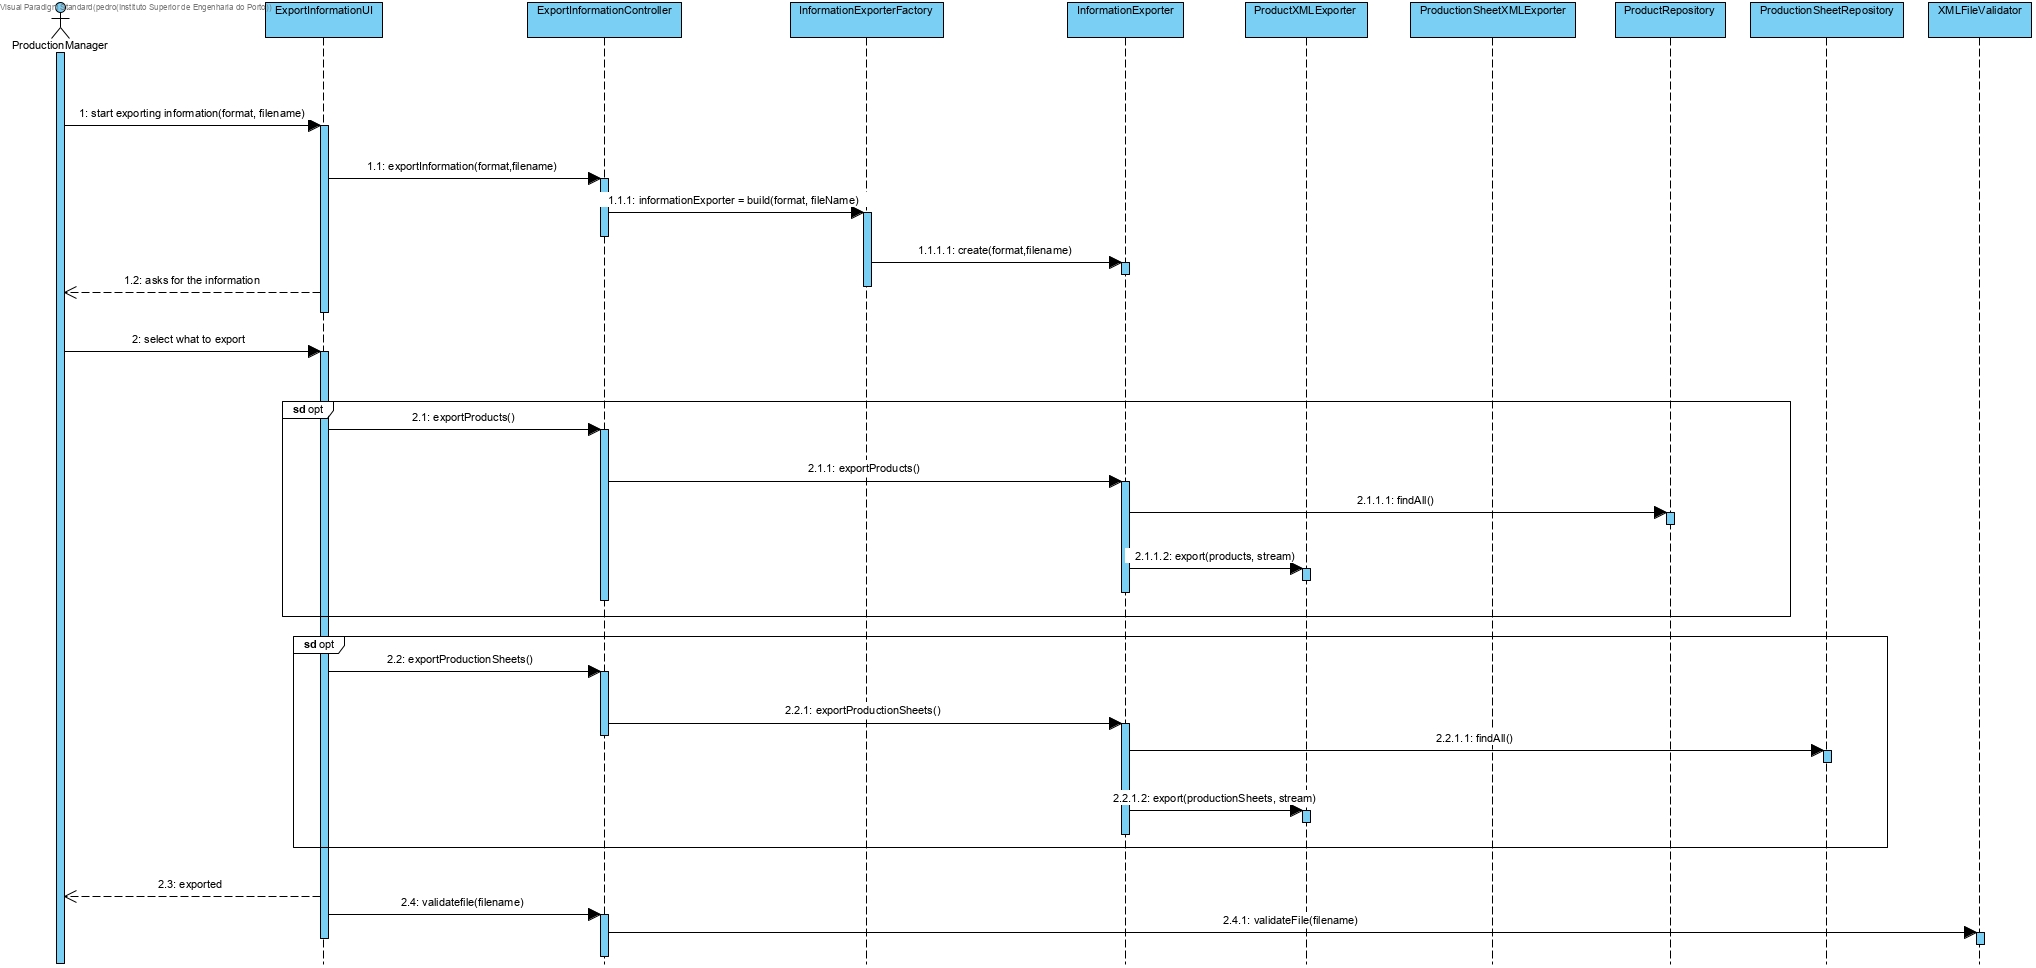 Visual Paradigm Standard(pedro(Instituto Superior de Engenharia do Porto))
ExportInformationUI
ExportInformationController
InformationExporterFactory
InformationExporter
ProductXMLExporter
ProductionSheetXMLExporter
ProductRepository
ProductionSheetRepository
XMLFileValidator
Production Manager
1: start exporting information(format, filename)
1.1: exportInformation(format,filename)
1.1.1: informationExporter = build(format, fileName)
1.1.1.1: create(format,filename)
1.2: asks for the information
2: select what to export
sd opt
2.1: exportProducts()
2.1.1: exportProducts()
2.1.1.1: findAll()
2.1.1.2: export(products, stream)
sd opt
2.2: exportProductionSheets()
2.2.1: exportProductionSheets()
2.2.1.1: findAll()
2.2.1.2: export(productionSheets, stream)
2.3: exported
2.4: validatefile(filename)
2.4.1: validateFile(filename)